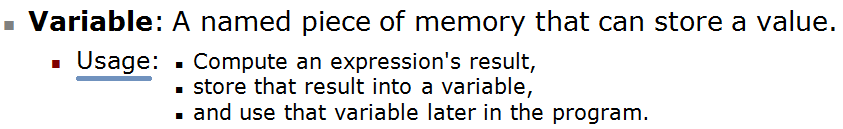 ▪ Variable: A named piece of memory that can store a value.
▪ Usage: ▪ Compute an expression's result,
▪ store that result into a variable,
▪ and use that variable later in the program.